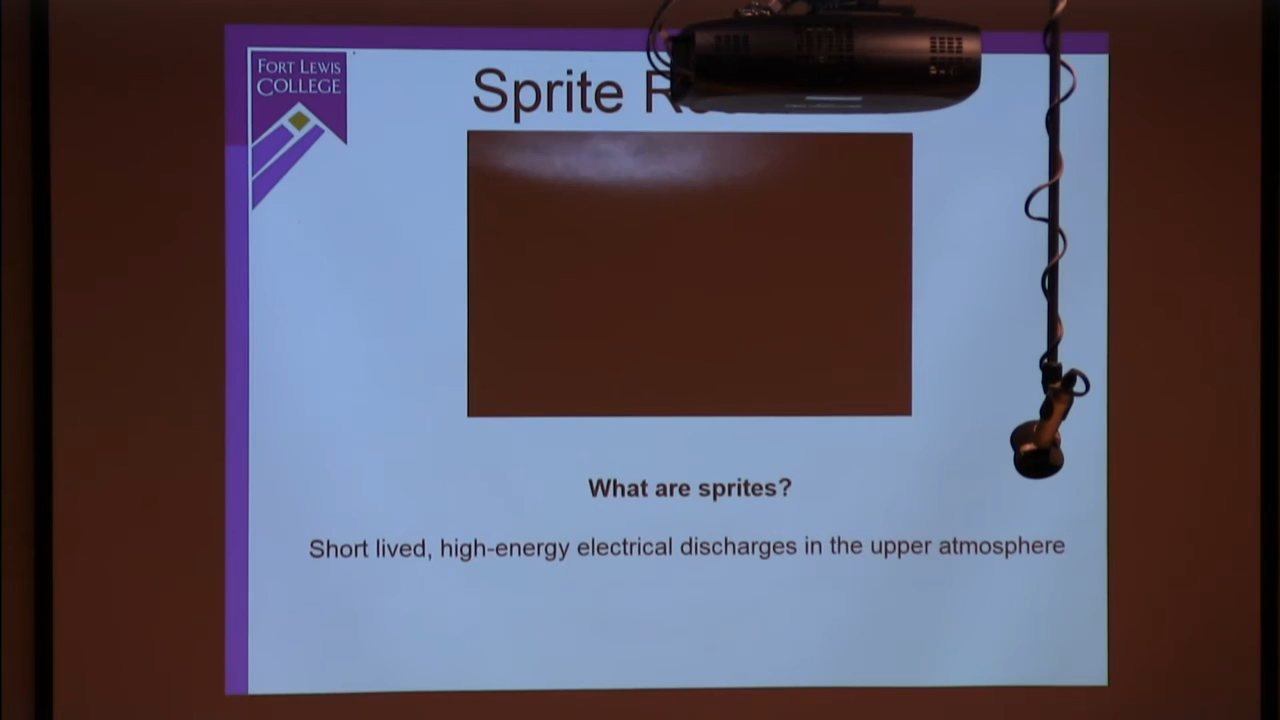 FORT LEWIS
COLLEGE
Sprite
What are sprites?
Short lived, high-energy electrical discharges in the upper atmosphere